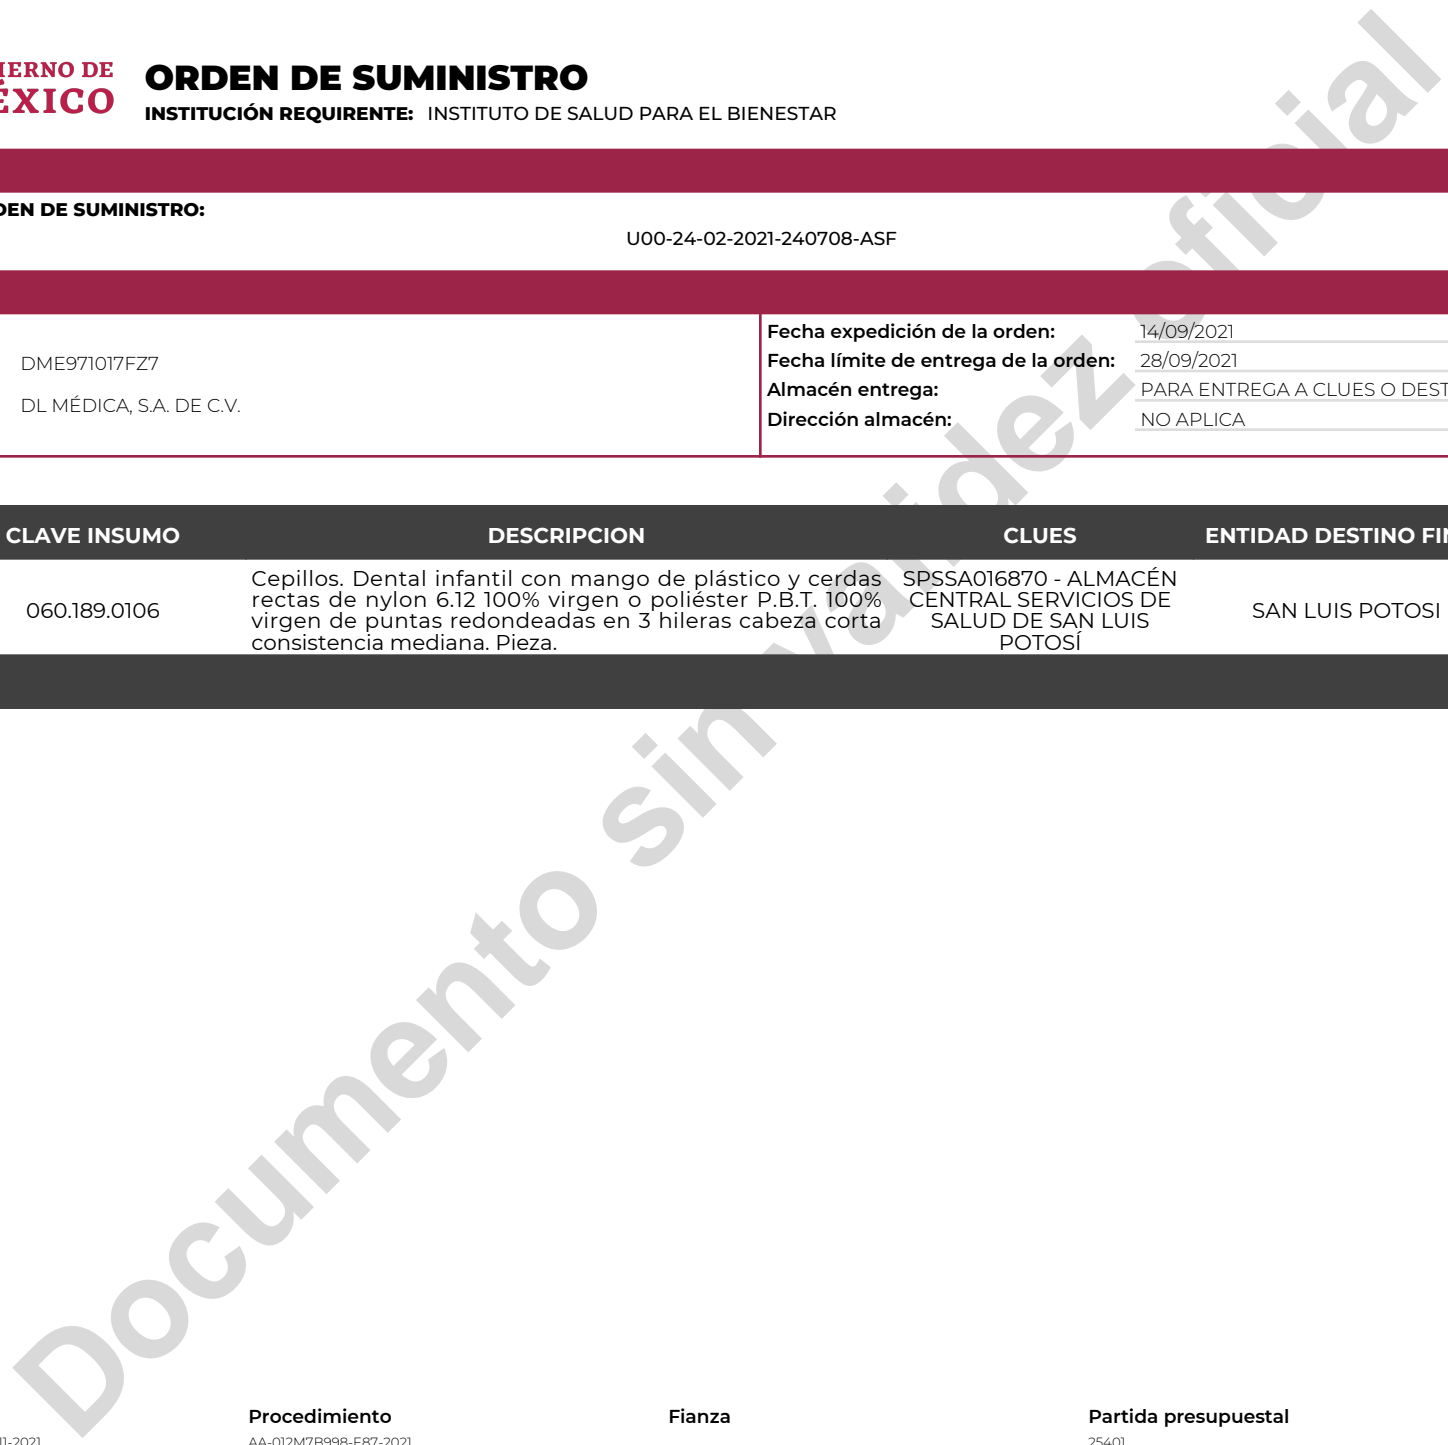 ORDEN DE SUMINISTRO
DE
INSTITUCIÓN REQUIRENTE: INSTITUTO DE SALUD PARA EL BIENESTAR
DE SUMINISTRO:
U00-24-02-2021-240708-ASF
DME971017FZ7
DL MÉDICA, S.A. DE C.V.
Fecha expedición de la orden: 14/09/2021
Fecha límite de entrega de la orden: 28/09/2021
Almacén entrega: PARA ENTREGA A CLUES O
Dirección almacén: NO APLICA
CLAVE INSUMO DESCRIPCION CLUES ENTIDAD DESTINO
060.189.0106
Cepillos. Dental infantil con mango de plástico y cerdas
rectas de nylon 6.12 100% virgen o poliéster P.B.T. 100%
virgen de puntas redondeadas en 3 hileras cabeza corta
consistencia mediana. Pieza.
SPSSA016870 - ALMACÉN
CENTRAL SERVICIOS DE
SALUD DE SAN LUIS
POTOSÍ
SAN LUIS POTOSI
Documento sin validez oficial
Procedimiento Fianza Partida presupuestal
AA-012M7B998-E87-2021 25401